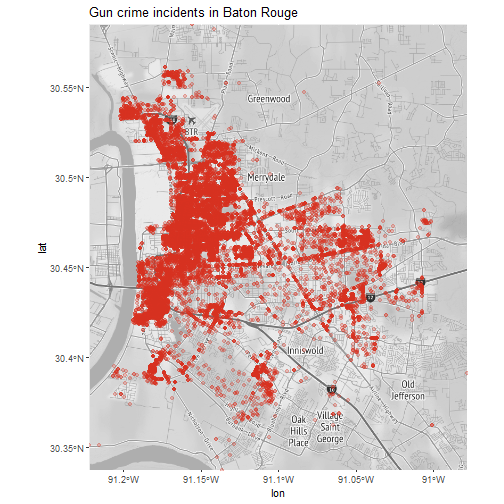 Gun crime incidents in Baton Rouge
30.55°N
Greenwood
BTR
30.5°N
Merrydale
30.45°N
12
30.4°N
Inniswold
10
Old
Jefferson
Oak
Hills
Place
Village
Saint
George
30.35°N
lat
91.2°W
91.15°W
91.1°W
91.05°W
91°W
lon